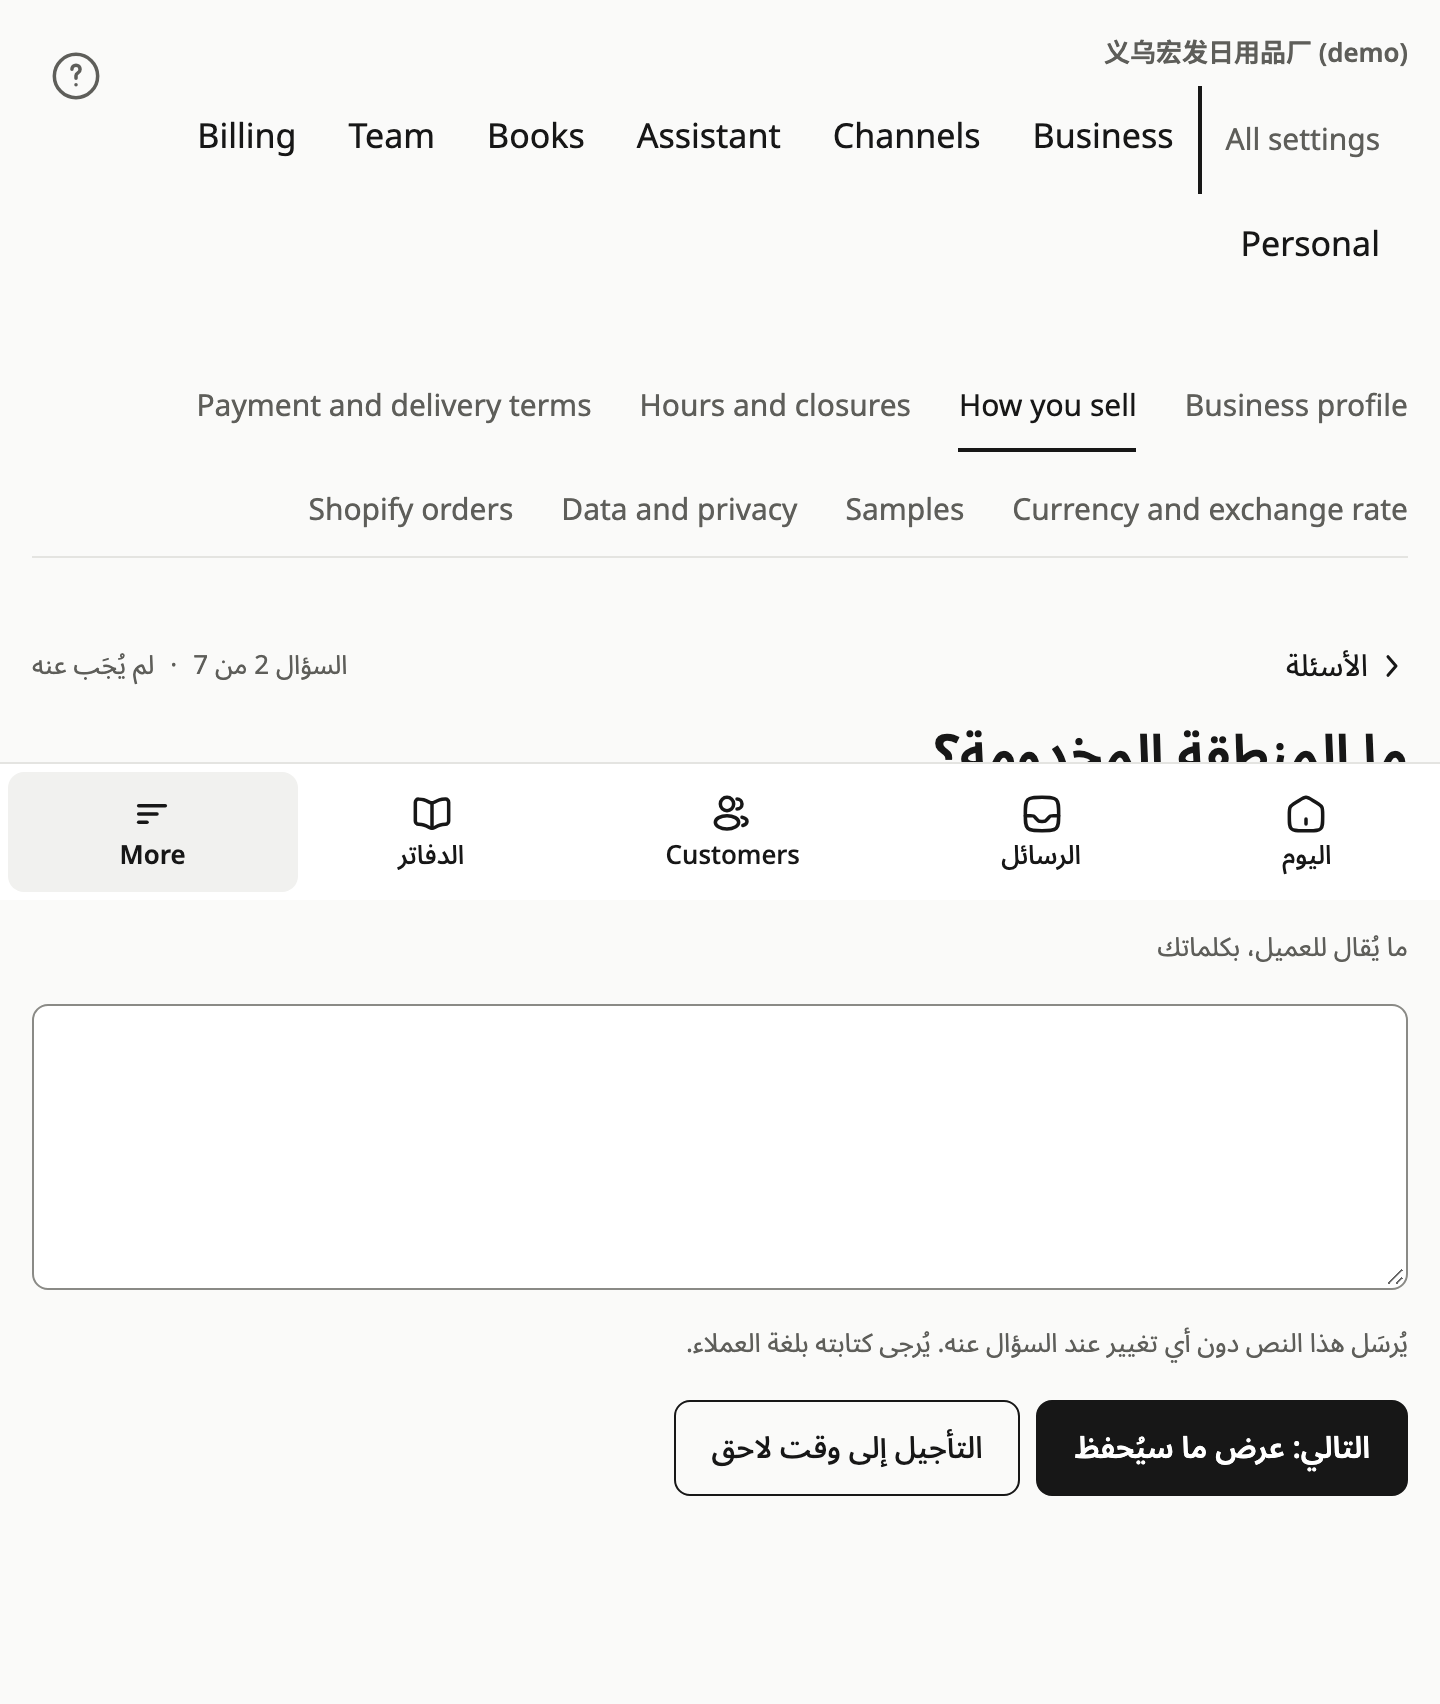 义乌宏发日用品厂 (demo)
All settings
Business
Channels
Assistant
Books
Team
Billing
Personal
Business profile
How you sell
Hours and closures
Payment and delivery terms
Currency and exchange rate
Samples
Data and privacy
Shopify orders
الأسئلة
السؤال 2 من 7 · لم يُجَب عنه
ما المنطقة المخدومة؟
اليوم
الرسائل
Customers
الدفاتر
More
ما يُقال للعميل، بكلماتك
يُرسَل هذا النص دون أي تغيير عند السؤال عنه. يُرجى كتابته بلغة العملاء.
التالي: عرض ما سيُحفظ
التأجيل إلى وقت لاحق